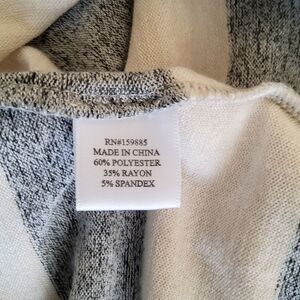 RN#159885
MADE IN CHINA
60% POLYESTER
35% RAYON
5% SPANDEX